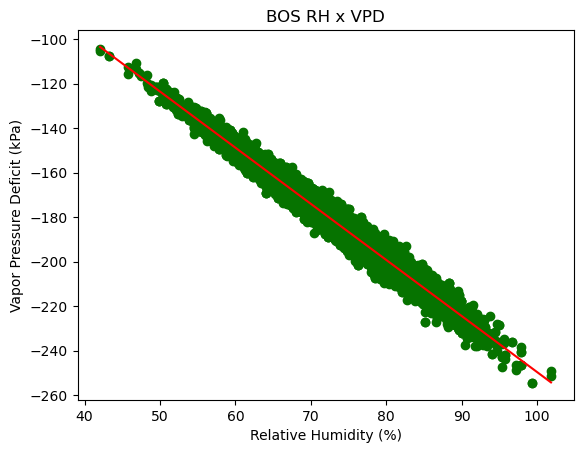 BOS RH x VPD
Vapor Pressure Deficit (kPa)
−100
−120
−140
−160
−180
−200
−220
−240
−260
40 50 60 70 80 90 100
Relative Humidity (%)